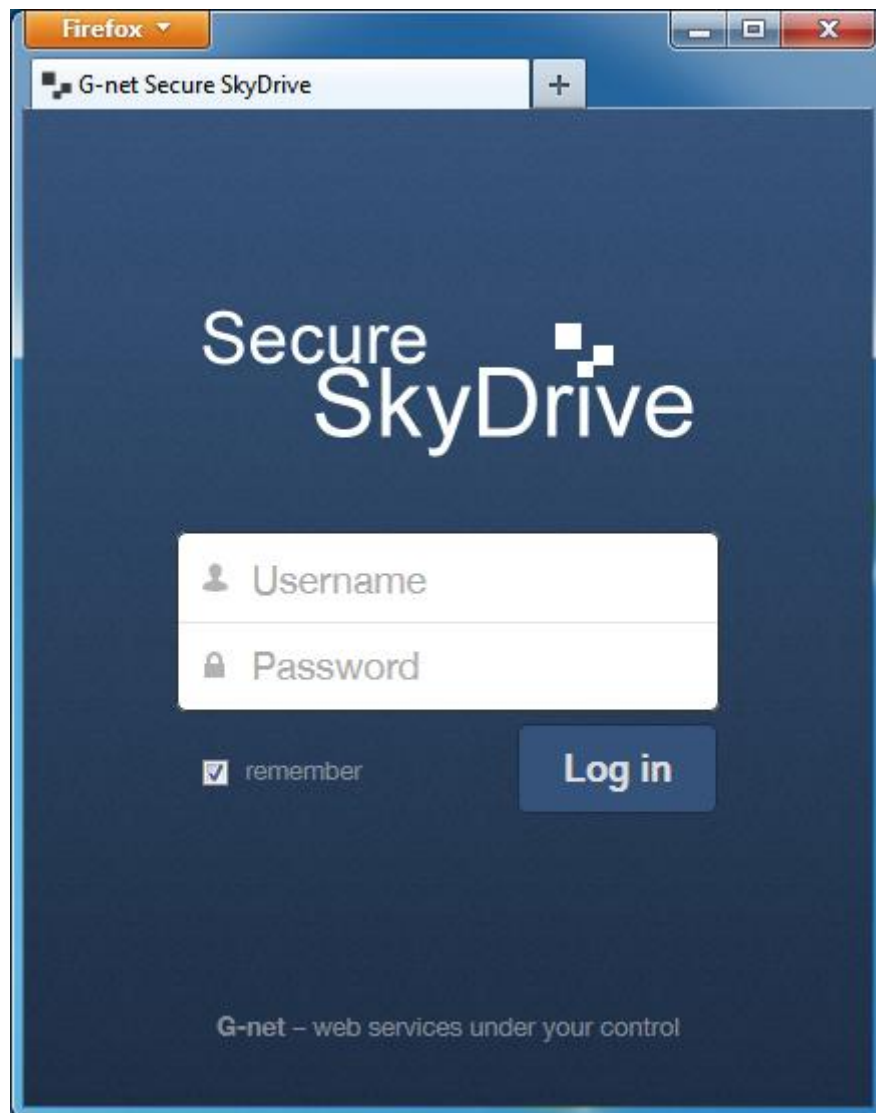 Firefox
G-net Secure SkyDrive
Secure
SkyDrive
Username
Password
remember
Log in
G-net – web services under your control